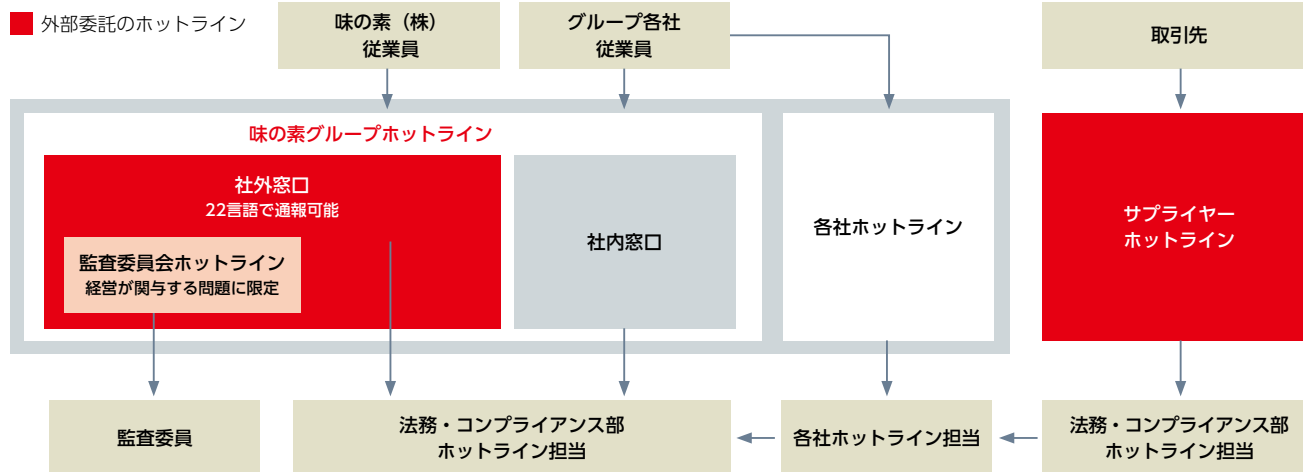 外部委託のホットライン
味の素（株）
従業員
グループ各社
従業員
取引先
味の素グループホットライン
社外窓口
22言語で通報可能
監査委員会ホットライン
経営が関与する問題に限定
社内窓口
各社ホットライン
サプライヤー
ホットライン
監査委員
法務・コンプライアンス部
ホットライン担当
各社ホットライン担当
法務・コンプライアンス部
ホットライン担当